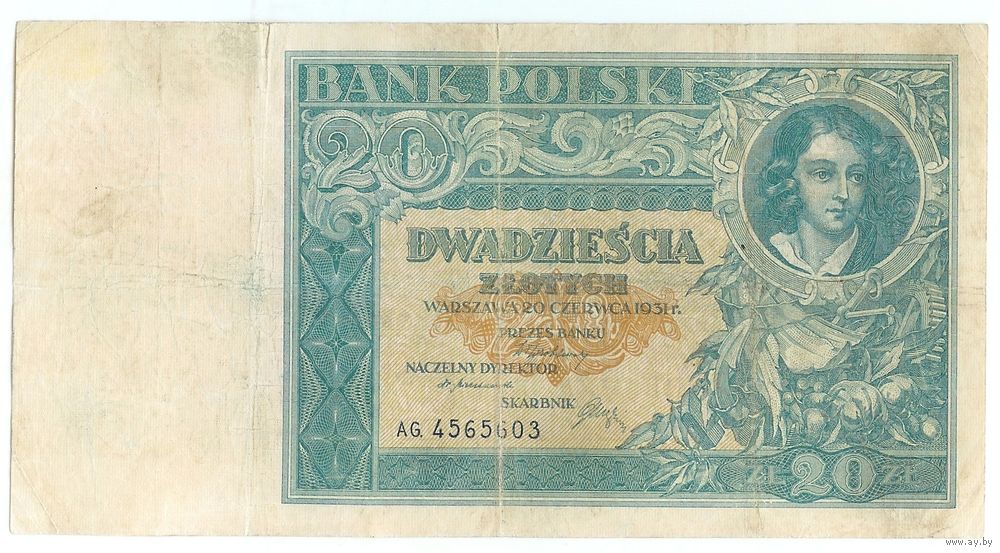 BANK POLSKI
20
DWADZIEŚCIA
ZŁOTYCH
WARSZAWA 20 CZERWCA 1931 r.
PREZES BANKU
NACZELNY DYREKTOR
SKARBNIK
AG. 4565603
ZŁ 20 ZŁ
www.ay.by